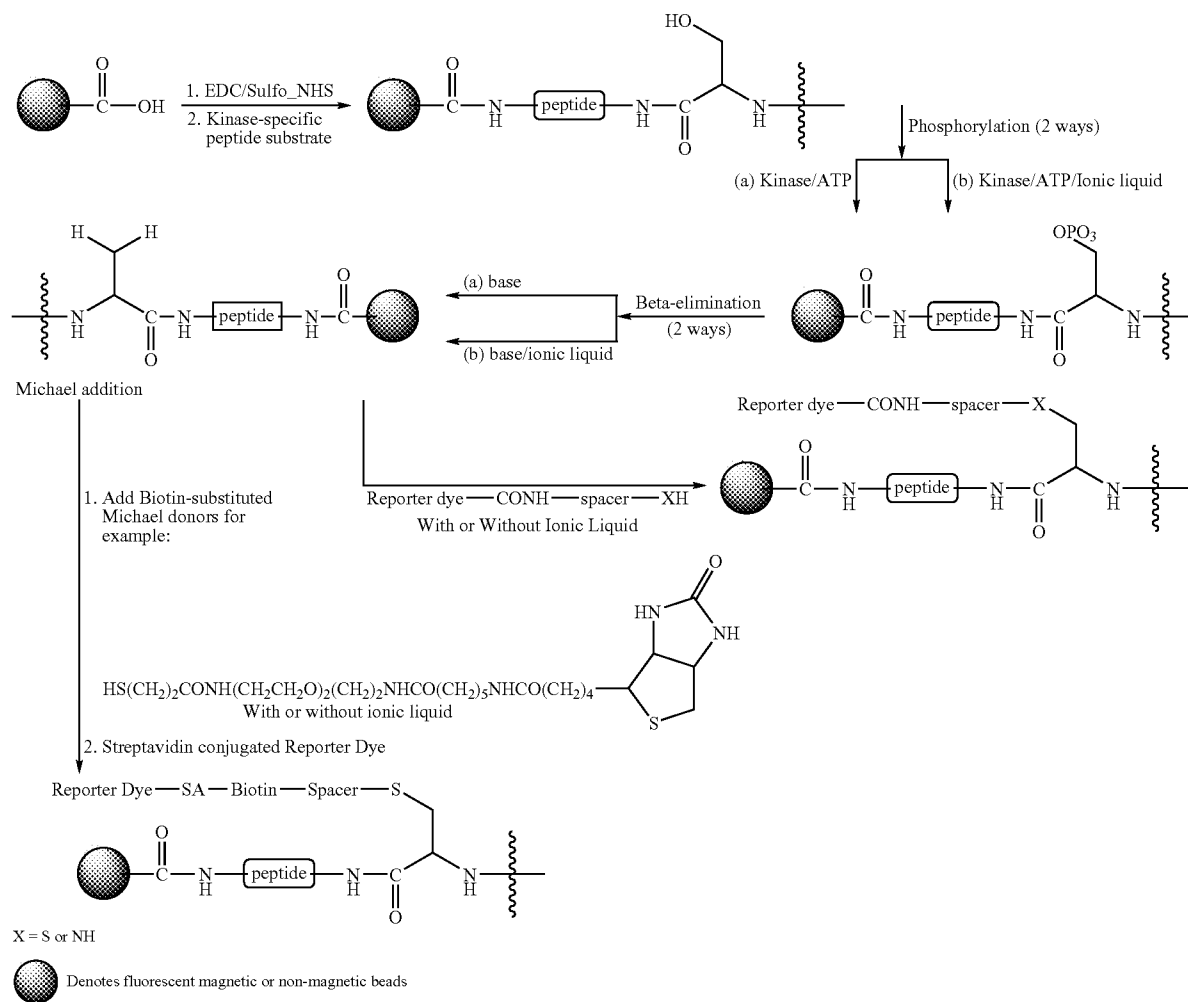 HO
O
C
OH
1. EDC/Sulfo_NHS
2. Kinase-specific
peptide substrate
O
C
N
H
peptide
N
H
C
O
N
H
Phosphorylation (2 ways)
(a) Kinase/ATP
(b) Kinase/ATP/Ionic liquid
H
H
N
H
C
O
N
H
peptide
N
H
O
C
(a) base
(b) base/ionic liquid
Beta-elimination
(2 ways)
OPO3
O
C
N
H
peptide
N
H
C
O
N
H
Michael addition
1. Add Biotin-substituted
Michael donors for
example:
Reporter dye—CONH—spacer—XH
With or Without Ionic Liquid
Reporter dye—CONH—spacer—X
O
C
N
H
peptide
N
H
C
O
N
H
O
HN
NH
S
HS(CH2)2CONH(CH2CH2O)2(CH2)2NHCO(CH2)5NHCO(CH2)4
With or without ionic liquid
2. Streptavidin conjugated Reporter Dye
Reporter Dye—SA—Biotin—Spacer—S
O
C
N
H
peptide
N
H
C
O
N
H
X = S or NH
Denotes fluorescent magnetic or non-magnetic beads